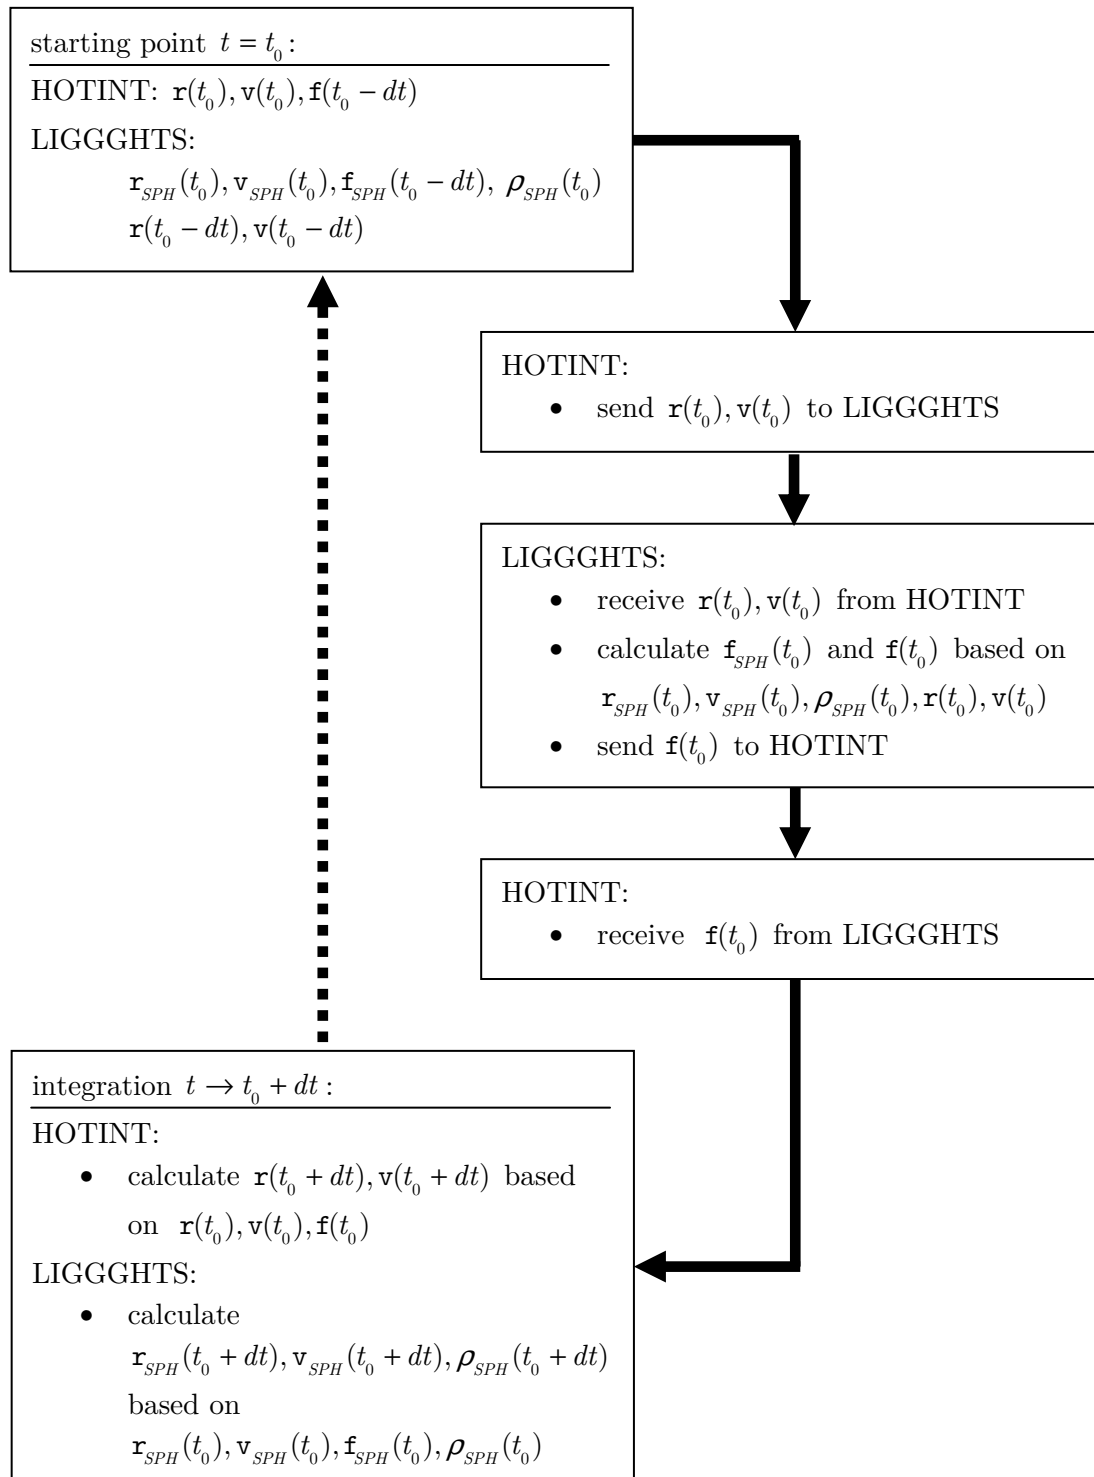 starting point t = t₀:
HOTINT: r(t₀), v(t₀), f(t₀ − dt)
LIGGGHTS:
r_SPH(t₀), v_SPH(t₀), f_SPH(t₀ − dt), ρ_SPH(t₀)
r(t₀ − dt), v(t₀ − dt)
HOTINT:
• send r(t₀), v(t₀) to LIGGGHTS
LIGGGHTS:
• receive r(t₀), v(t₀) from HOTINT
• calculate f_SPH(t₀) and f(t₀) based on
r_SPH(t₀), v_SPH(t₀), ρ_SPH(t₀), r(t₀), v(t₀)
• send f(t₀) to HOTINT
HOTINT:
• receive f(t₀) from LIGGGHTS
integration t → t₀ + dt:
HOTINT:
• calculate r(t₀ + dt), v(t₀ + dt) based
on r(t₀), v(t₀), f(t₀)
LIGGGHTS:
• calculate
r_SPH(t₀ + dt), v_SPH(t₀ + dt), ρ_SPH(t₀ + dt)
based on
r_SPH(t₀), v_SPH(t₀), f_SPH(t₀), ρ_SPH(t₀)